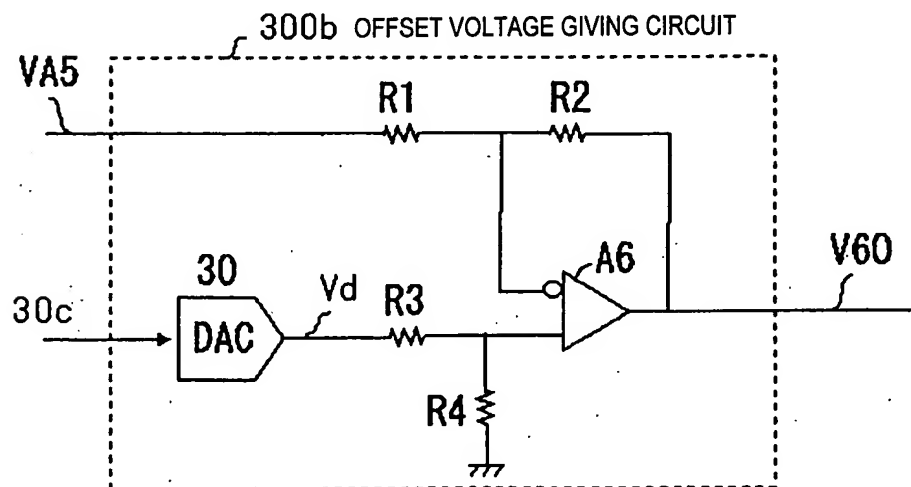 300b OFFSET VOLTAGE GIVING CIRCUIT
VA5
R1
R2
A6
V60
30
Vd
R3
30c
DAC
R4